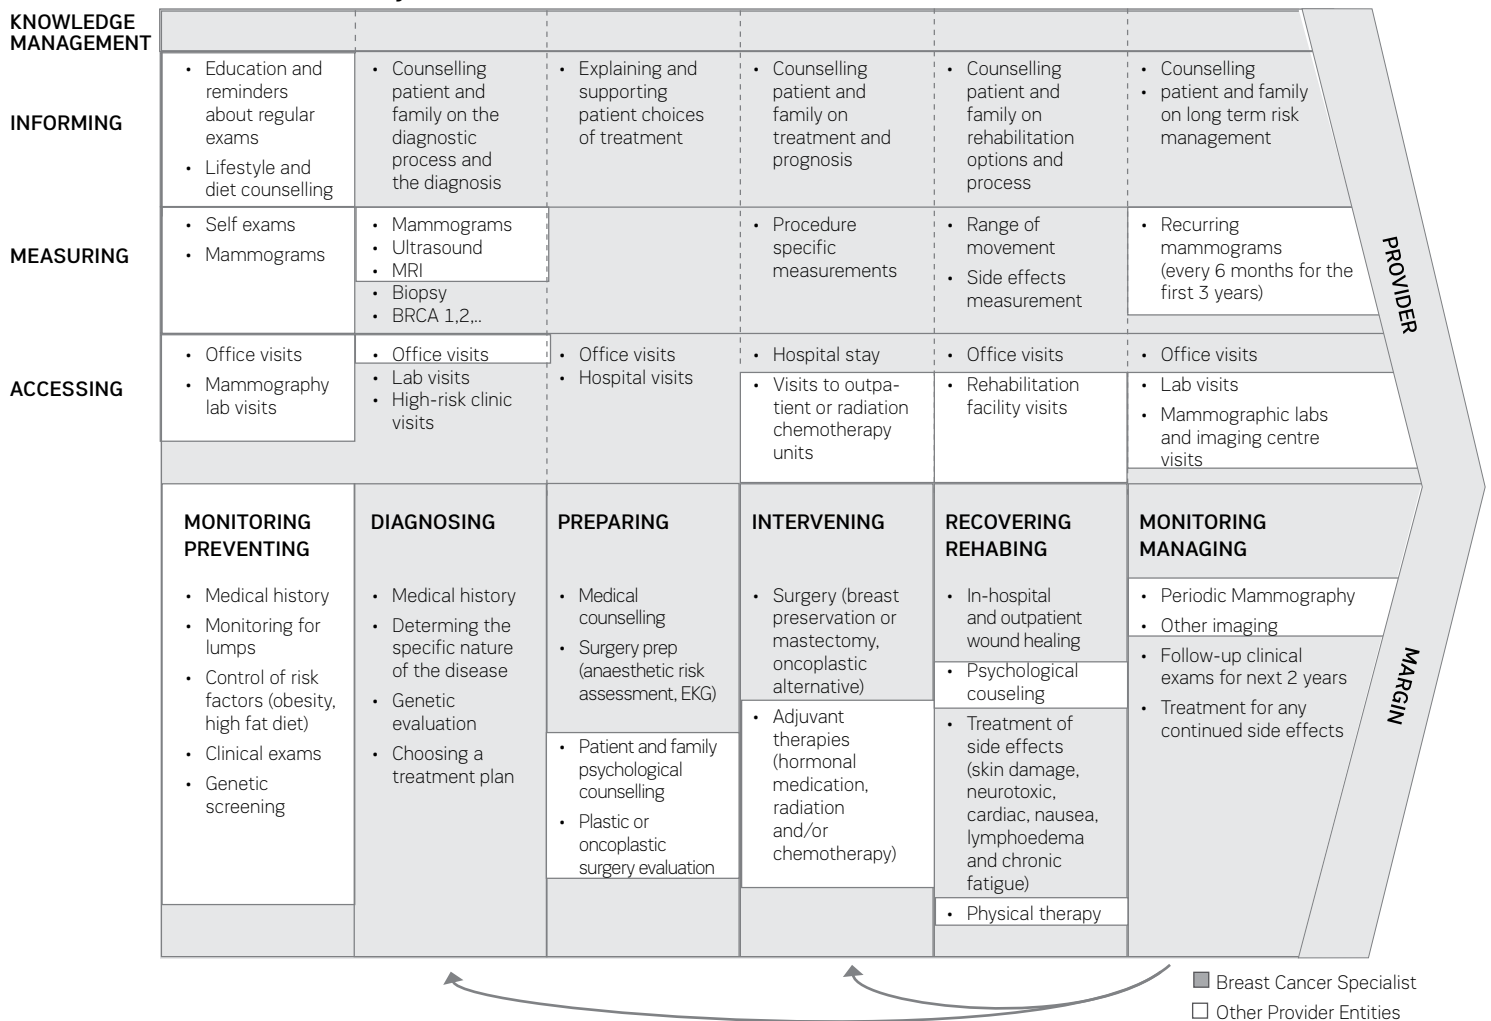 KNOWLEDGE
MANAGEMENT
INFORMING
• Education and
reminders
about regular
exams
• Lifestyle and
diet counselling
• Counselling
patient and
family on the
diagnostic
process and
the diagnosis
• Explaining and
supporting
patient choices
of treatment
• Counselling
patient and
family on
treatment and
prognosis
• Counselling
patient and
family on
rehabilitation
options and
process
• Counselling
• patient and family
on long term risk
management
MEASURING
• Self exams
• Mammograms
• Mammograms
• Ultrasound
• MRI
• Biopsy
• BRCA 1,2,..
• Procedure
specific
measurements
• Range of
movement
• Side effects
measurement
• Recurring
mammograms
(every 6 months for the
first 3 years)
ACCESSING
• Office visits
• Mammography
lab visits
• Office visits
• Lab visits
• High-risk clinic
visits
• Office visits
• Hospital visits
• Hospital stay
• Visits to outpa-
tient or radiation
chemotherapy
units
• Office visits
• Rehabilitation
facility visits
• Office visits
• Lab visits
• Mammographic labs
and imaging centre
visits
PROVIDER
MONITORING
PREVENTING
• Medical history
• Monitoring for
lumps
• Control of risk
factors (obesity,
high fat diet)
• Clinical exams
• Genetic
screening
DIAGNOSING
• Medical history
• Determing the
specific nature
of the disease
• Genetic
evaluation
• Choosing a
treatment plan
PREPARING
• Medical
counselling
• Surgery prep
(anaesthetic risk
assessment, EKG)
• Patient and family
psychological
counselling
• Plastic or
oncoplastic
surgery evaluation
INTERVENING
• Surgery (breast
preservation or
mastectomy,
oncoplastic
alternative)
• Adjuvant
therapies
(hormonal
medication,
radiation
and/or
chemotherapy)
RECOVERING
REHABING
• In-hospital
and outpatient
wound healing
• Psychological
couseling
• Treatment of
side effects
(skin damage,
neurotoxic,
cardiac, nausea,
lymphoedema
and chronic
fatigue)
• Physical therapy
MONITORING
MANAGING
• Periodic Mammography
• Other imaging
• Follow-up clinical
exams for next 2 years
• Treatment for any
continued side effects
MARGIN
Breast Cancer Specialist
Other Provider Entities